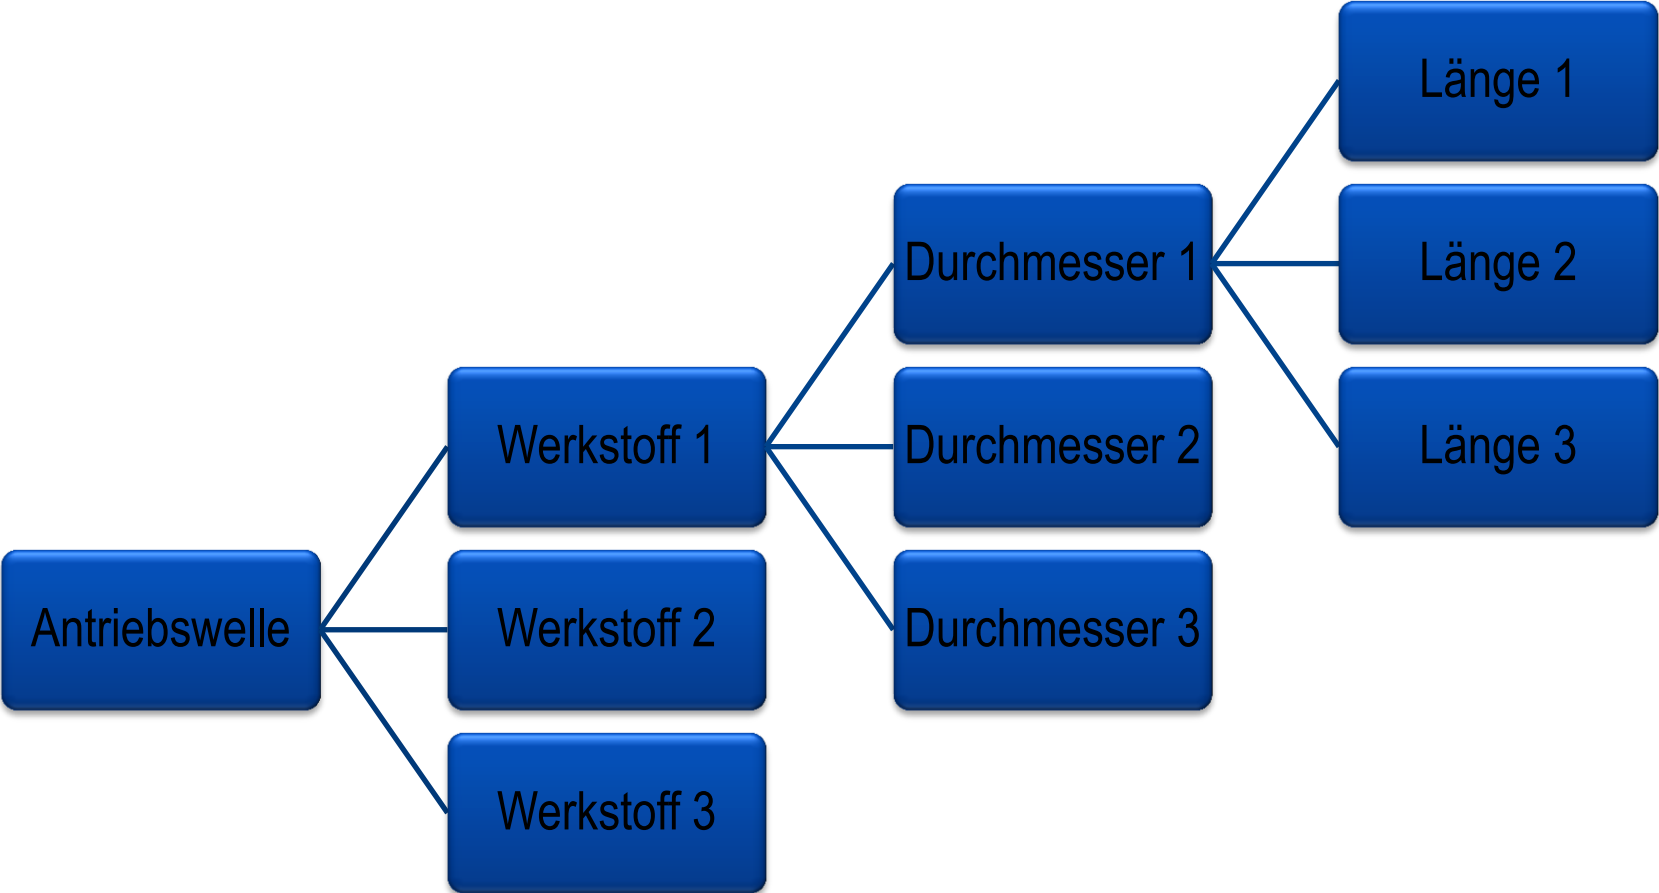 Antriebswelle
Werkstoff 1
Werkstoff 2
Werkstoff 3
Durchmesser 1
Durchmesser 2
Durchmesser 3
Länge 1
Länge 2
Länge 3